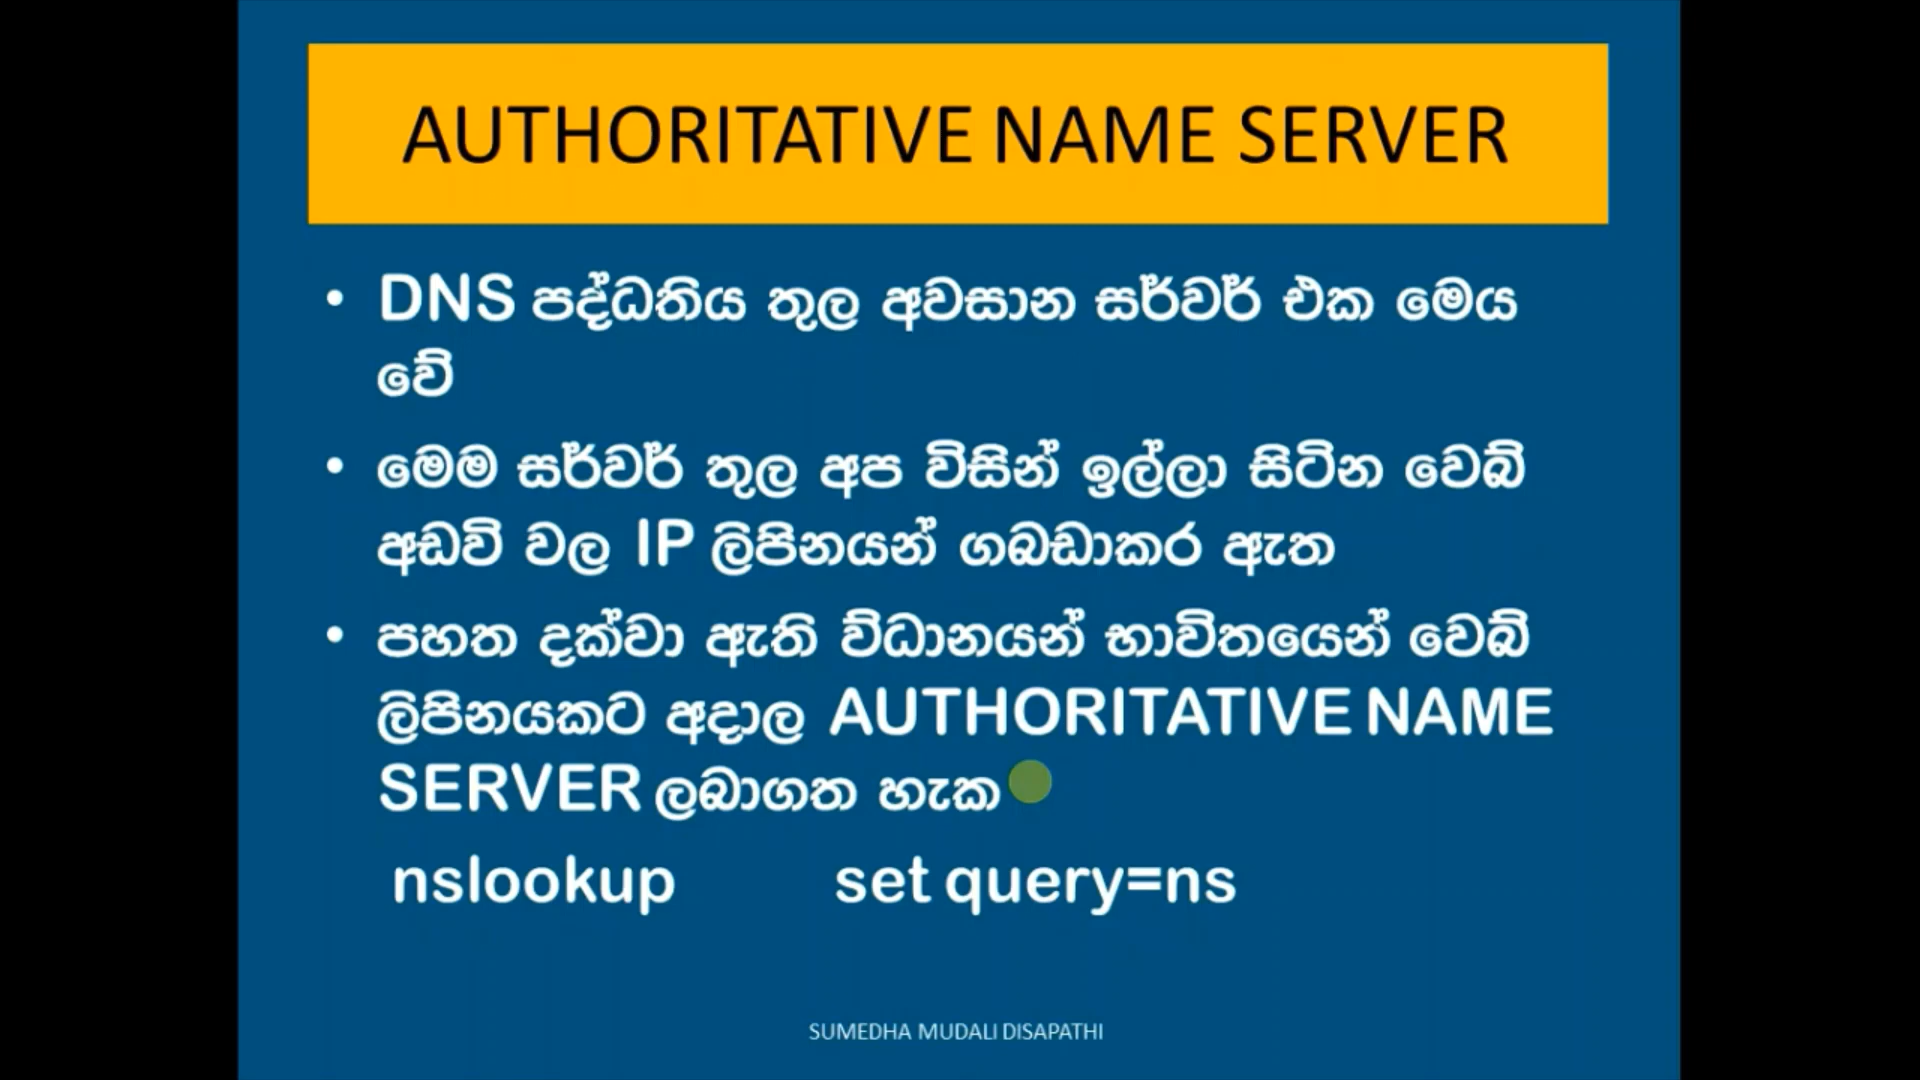 AUTHORITATIVE NAME SERVER
• DNS පද්ධතිය තුල අවසාන සර්වර් එක මෙය
වේ
• මෙම සර්වර් තුල අප විසින් ඉල්ලා සිටින වෙබ්
අඩවි වල IP ලිපිනයන් ගබඩාකර ඇත
• පහත දක්වා ඇති විධානයන් භාවිතයෙන් වෙබ්
ලිපිනයකට අදාල AUTHORITATIVE NAME
SERVER ලබාගත හැක
nslookup set query=ns
SUMEDHA MUDALI DISAPATHI